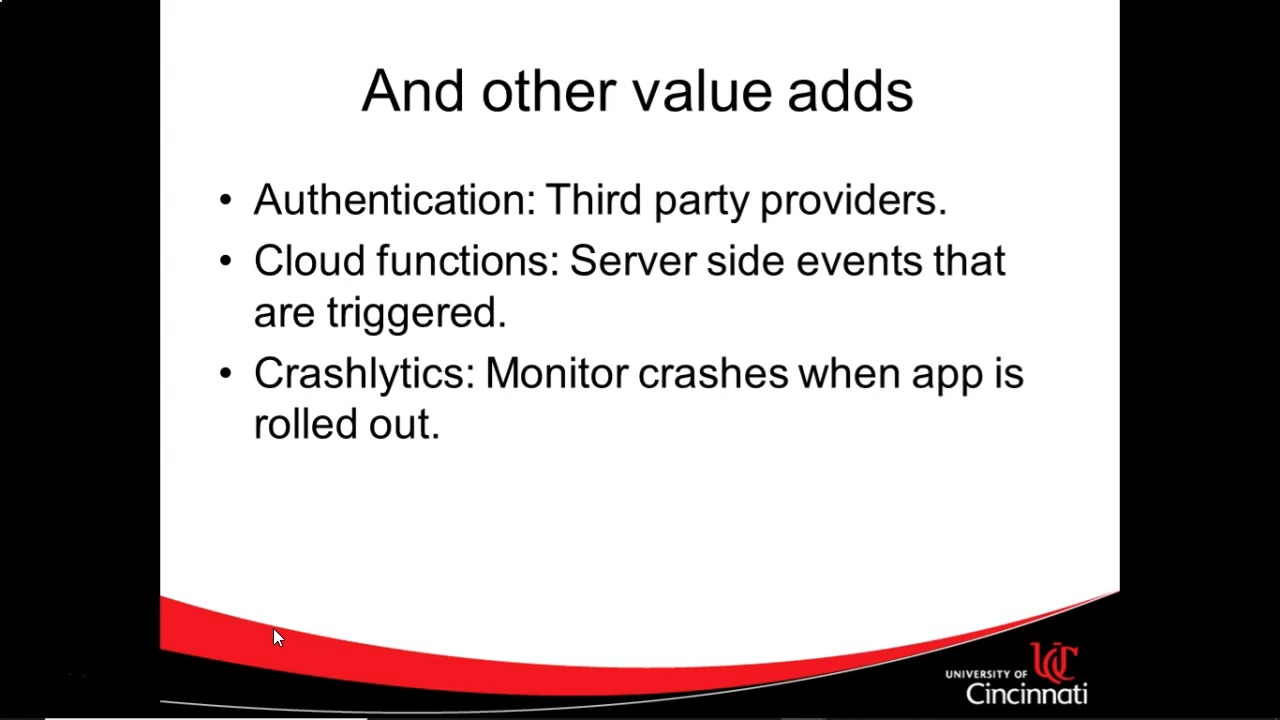 And other value adds
• Authentication: Third party providers.
• Cloud functions: Server side events that
are triggered.
• Crashlytics: Monitor crashes when app is
rolled out.
UC
UNIVERSITY OF
Cincinnati